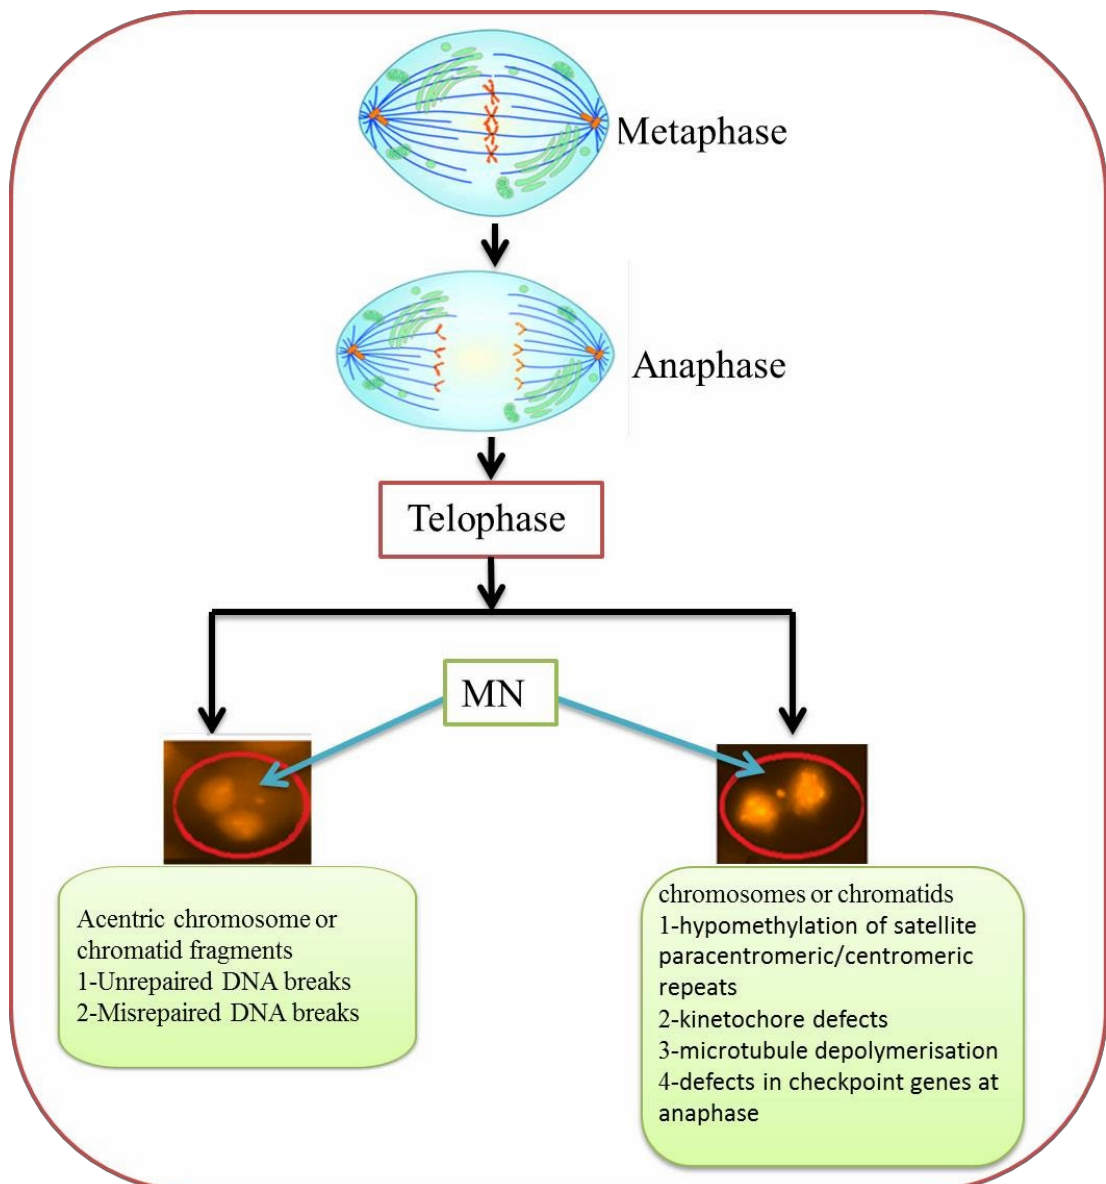 Metaphase
Anaphase
Telophase
MN
Acentric chromosome or
chromatid fragments
1-Unrepaired DNA breaks
2-Misrepaired DNA breaks
chromosomes or chromatids
1-hypomethylation of satellite
paracentromeric/centromeric
repeats
2-kinetochore defects
3-microtubule depolymerisation
4-defects in checkpoint genes at
anaphase